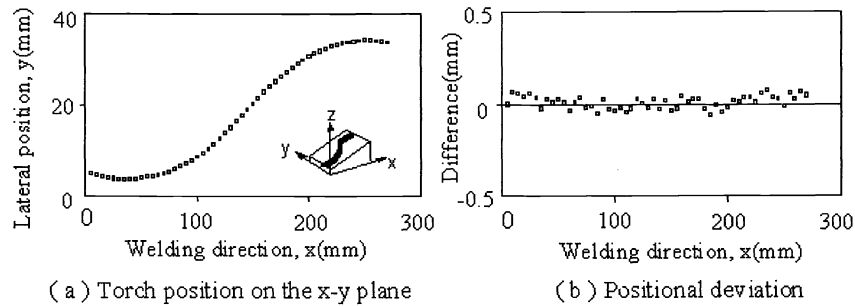 40
20
0
0 100 200 300
Lateral position, y(mm)
Welding direction, x(mm)
z
y
x
(a) Torch position on the x-y plane
0.5
0
-0.5
0 100 200 300
Difference(mm)
Welding direction, x(mm)
(b) Positional deviation